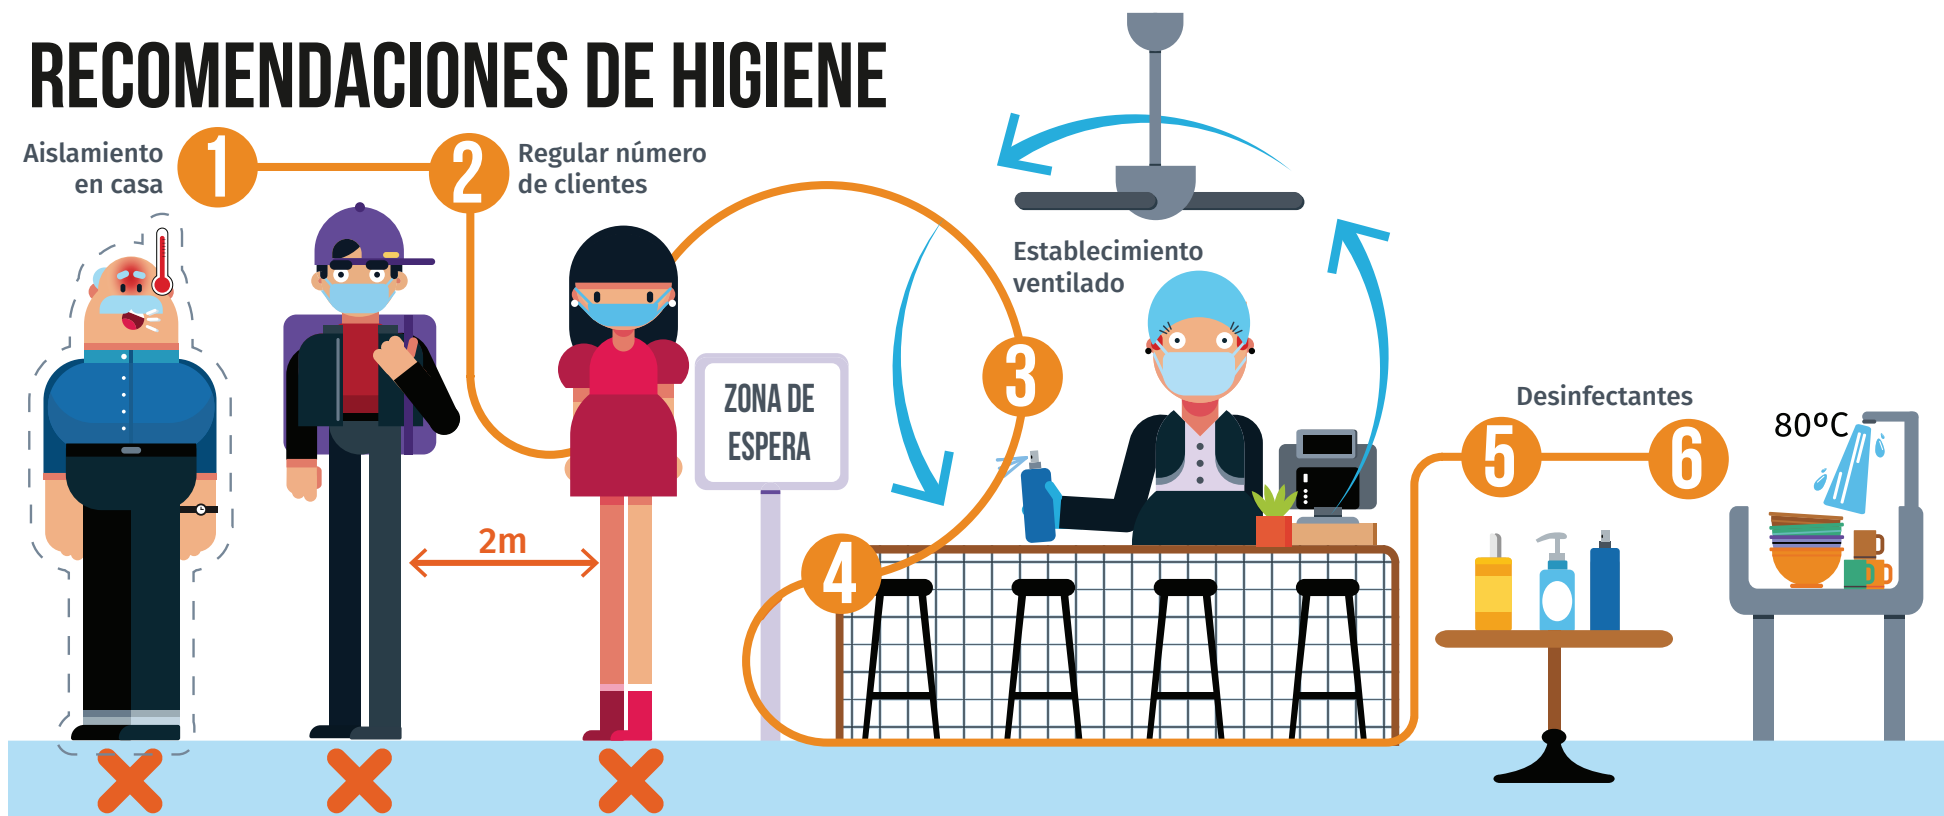 RECOMENDACIONES DE HIGIENE
Aislamiento
en casa
1
2
Regular número
de clientes
Establecimiento
ventilado
3
ZONA DE
ESPERA
2m
4
Desinfectantes
5
6
80ºC